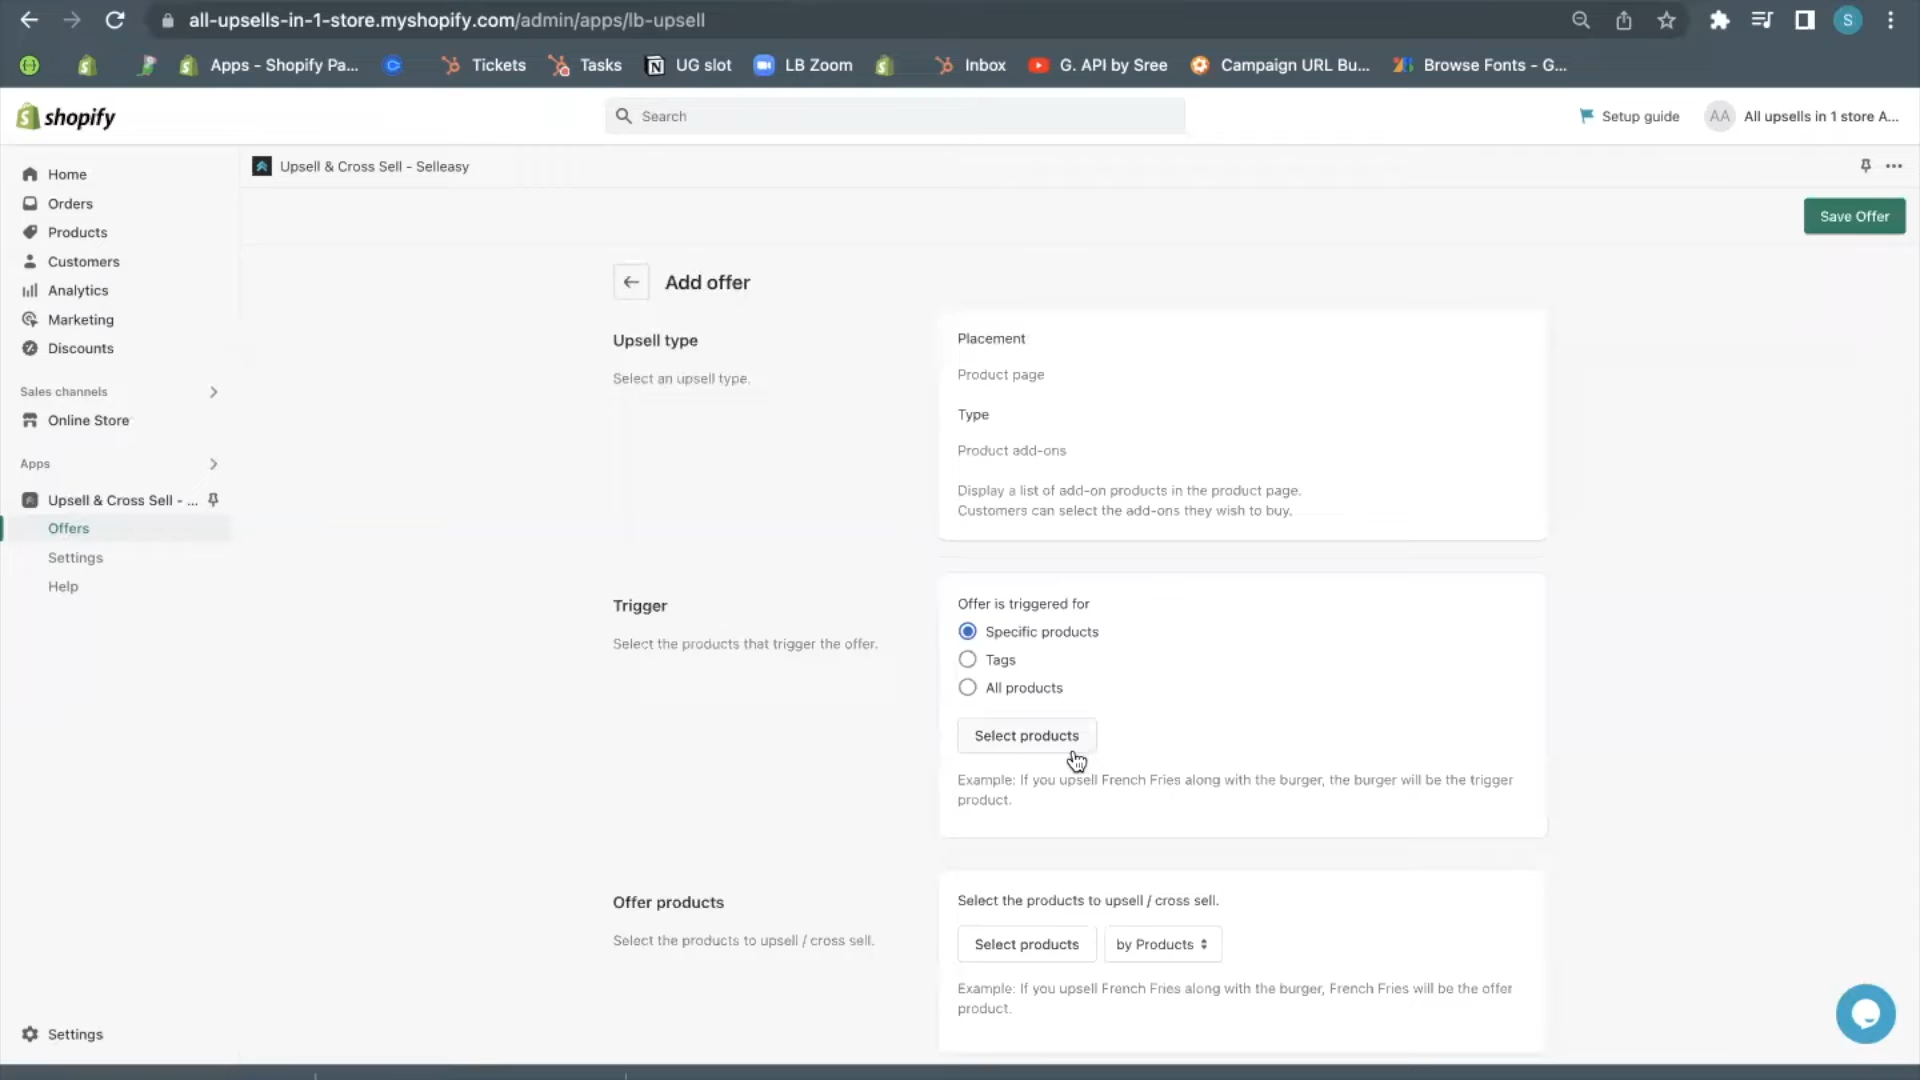 all-upsells-in-1-store.myshopify.com/admin/apps/lb-upsell
S
Apps - Shopify Pa...
Tickets
Tasks
UG slot
LB Zoom
Inbox
G. API by Sree
Campaign URL Bu...
Browse Fonts - G...
shopify
Search
Setup guide
AA
All upsells in 1 store A...
Home
Orders
Products
Customers
Analytics
Marketing
Discounts
Sales channels
Online Store
Apps
Upsell & Cross Sell - ...
Offers
Settings
Help
Settings
Upsell & Cross Sell - Selleasy
Save Offer
Add offer
Upsell type
Select an upsell type.
Placement
Product page
Type
Product add-ons
Display a list of add-on products in the product page.
Customers can select the add-ons they wish to buy.
Trigger
Select the products that trigger the offer.
Offer is triggered for
Specific products
Tags
All products
Select products
Example: If you upsell French Fries along with the burger, the burger will be the trigger
product.
Offer products
Select the products to upsell / cross sell.
Select the products to upsell / cross sell.
Select products
by Products
Example: If you upsell French Fries along with the burger, French Fries will be the offer
product.